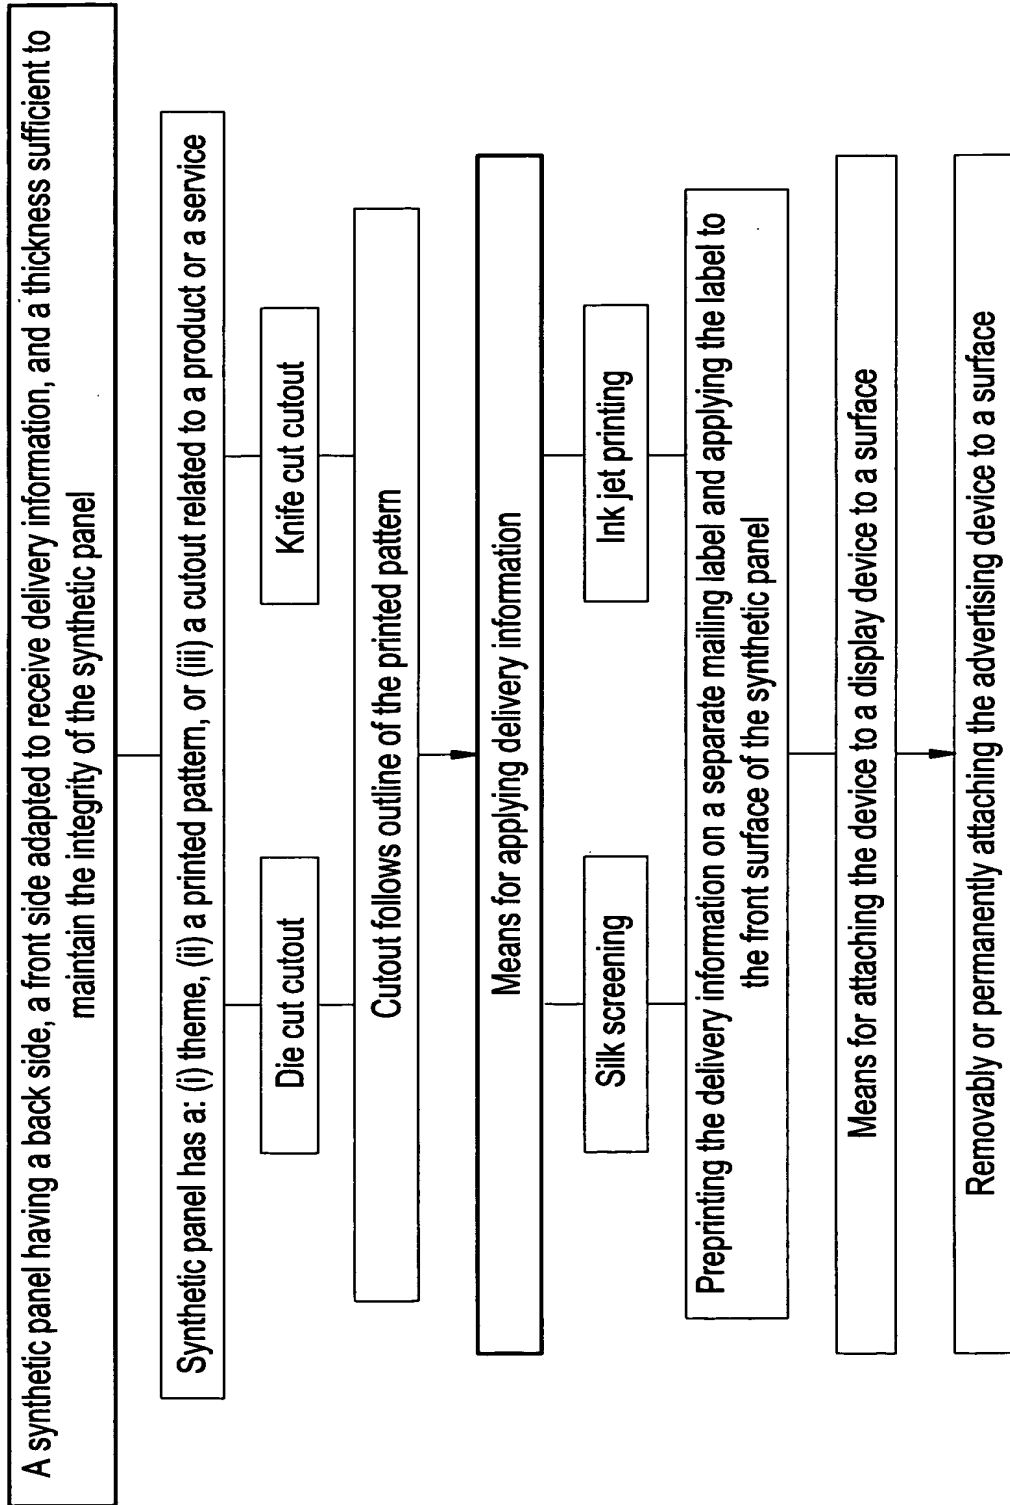 A synthetic panel having a back side, a front side adapted to receive delivery information, and a thickness sufficient to
maintain the integrity of the synthetic panel
Synthetic panel has a: (i) theme, (ii) a printed pattern, or (iii) a cutout related to a product or a service
Die cut cutout
Knife cut cutout
Cutout follows outline of the printed pattern
Means for applying delivery information
Silk screening
Ink jet printing
Preprinting the delivery information on a separate mailing label and applying the label to
the front surface of the synthetic panel
Means for attaching the device to a display device to a surface
Removably or permanently attaching the advertising device to a surface